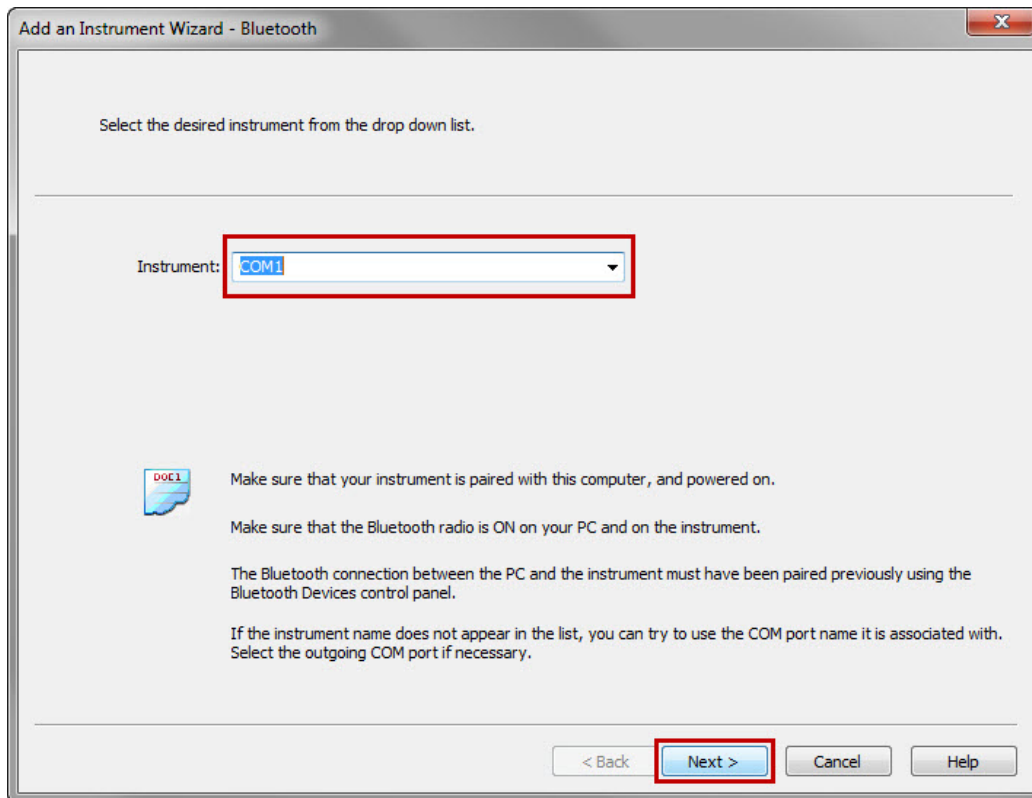 Add an Instrument Wizard - Bluetooth
Select the desired instrument from the drop down list.
Instrument: COM1
DOC1
Make sure that your instrument is paired with this computer, and powered on.
Make sure that the Bluetooth radio is ON on your PC and on the instrument.
The Bluetooth connection between the PC and the instrument must have been paired previously using the
Bluetooth Devices control panel.
If the instrument name does not appear in the list, you can try to use the COM port name it is associated with.
Select the outgoing COM port if necessary.
< Back Next > Cancel Help